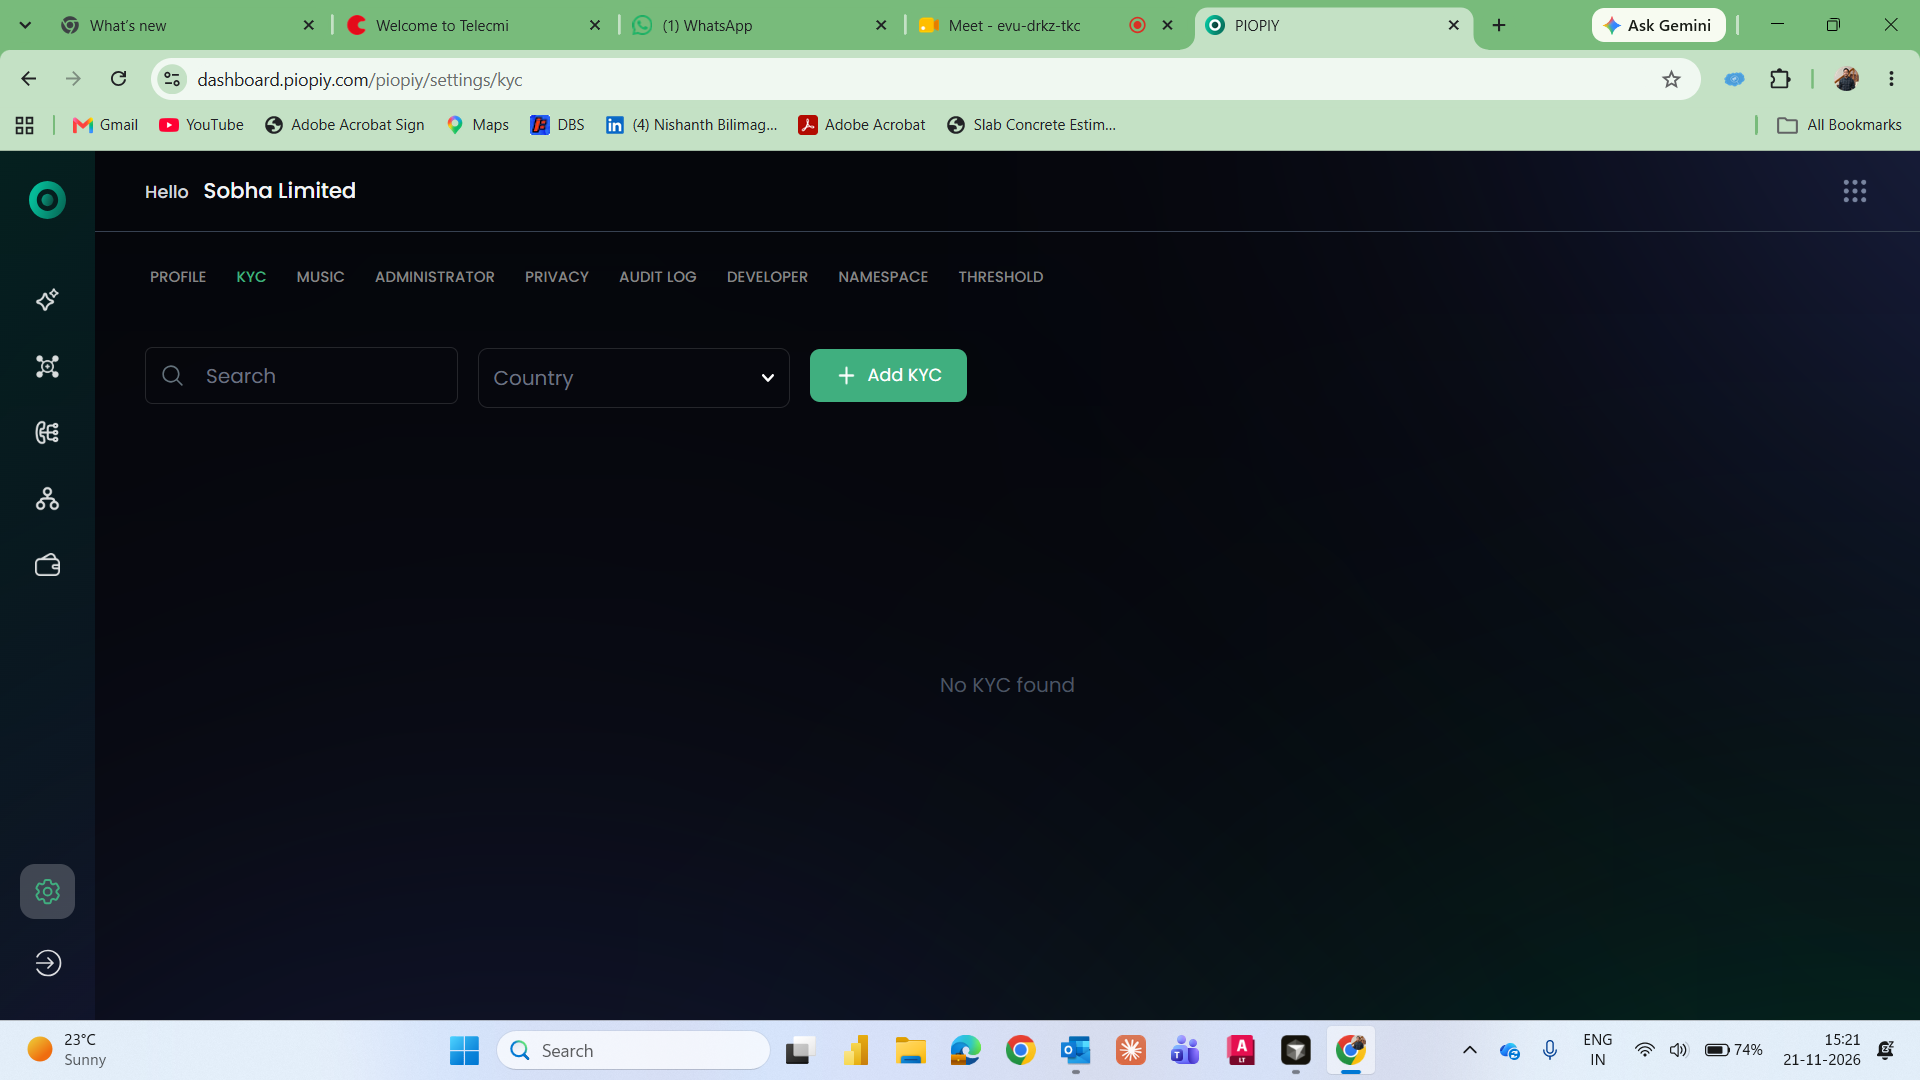 What's new
Welcome to Telecmi
(1) WhatsApp
Meet - evu-drkz-tkc
PIOPIY
Ask Gemini
dashboard.piopiy.com/piopiy/settings/kyc
Gmail
YouTube
Adobe Acrobat Sign
Maps
DBS
(4) Nishanth Bilimag...
Adobe Acrobat
Slab Concrete Estim...
All Bookmarks
Hello Sobha Limited
PROFILE
KYC
MUSIC
ADMINISTRATOR
PRIVACY
AUDIT LOG
DEVELOPER
NAMESPACE
THRESHOLD
Search
Country
+ Add KYC
No KYC found
23°C
Sunny
Search
ENG
IN
74%
15:21
21-11-2026